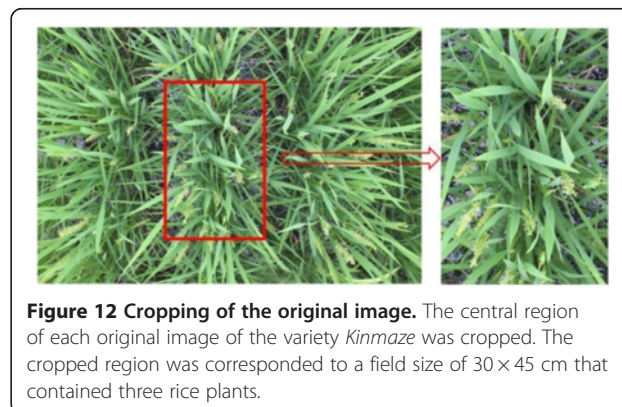 Figure 12 Cropping of the original image. The central region
of each original image of the variety Kinmaze was cropped. The
cropped region was corresponded to a field size of 30 × 45 cm that
contained three rice plants.